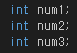 int num1;
int num2;
int num3;